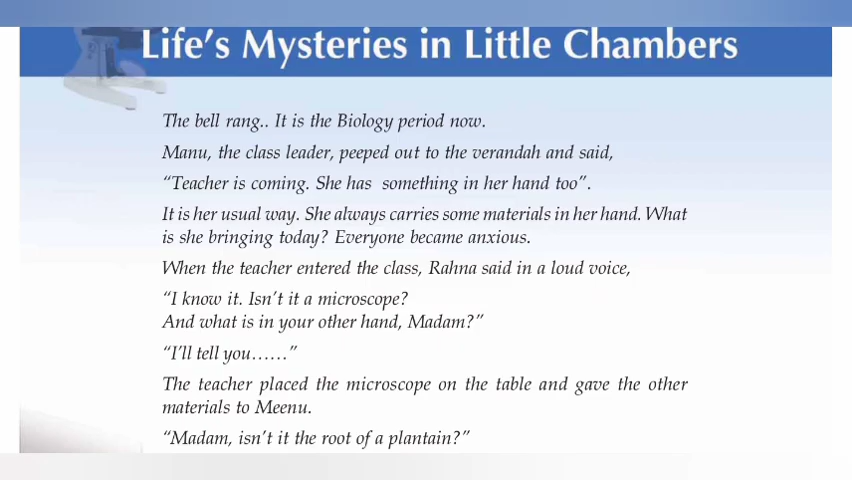 Life's Mysteries in Little Chambers
The bell rang.. It is the Biology period now.
Manu, the class leader, peeped out to the verandah and said,
“Teacher is coming. She has something in her hand too”.
It is her usual way. She always carries some materials in her hand. What
is she bringing today? Everyone became anxious.
When the teacher entered the class, Rahna said in a loud voice,
“I know it. Isn't it a microscope?
And what is in your other hand, Madam?”
“I'll tell you……”
The teacher placed the microscope on the table and gave the other
materials to Meenu.
“Madam, isn't it the root of a plantain?”